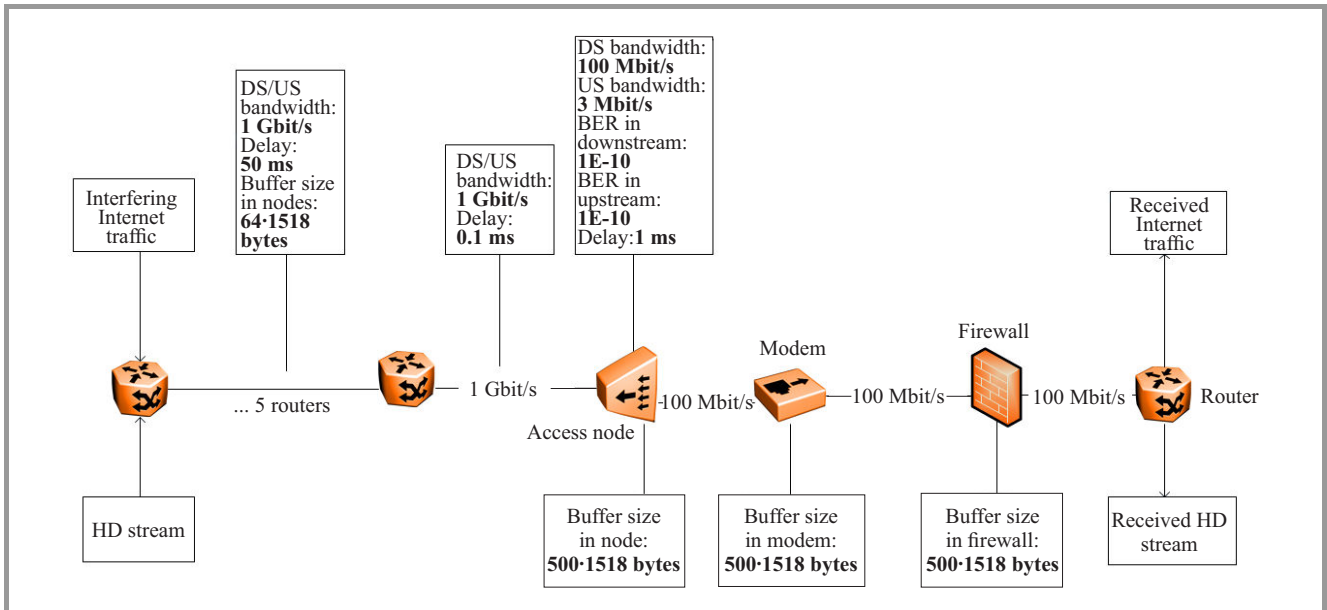 DS/US
bandwidth:
1 Gbit/s
Delay:
50 ms
Buffer size
in nodes:
64·1518
bytes
DS/US
bandwidth:
1 Gbit/s
Delay:
0.1 ms
DS bandwidth:
100 Mbit/s
US bandwidth:
3 Mbit/s
BER in
downstream:
1E-10
BER in
upstream:
1E-10
Delay:1 ms
Interfering
Internet
traffic
Received
Internet
traffic
Firewall
Modem
... 5 routers
1 Gbit/s
100 Mbit/s
100 Mbit/s
100 Mbit/s
Router
Access node
HD stream
Buffer size
in node:
500·1518 bytes
Buffer size
in modem:
500·1518 bytes
Buffer size
in firewall:
500·1518 bytes
Received HD
stream